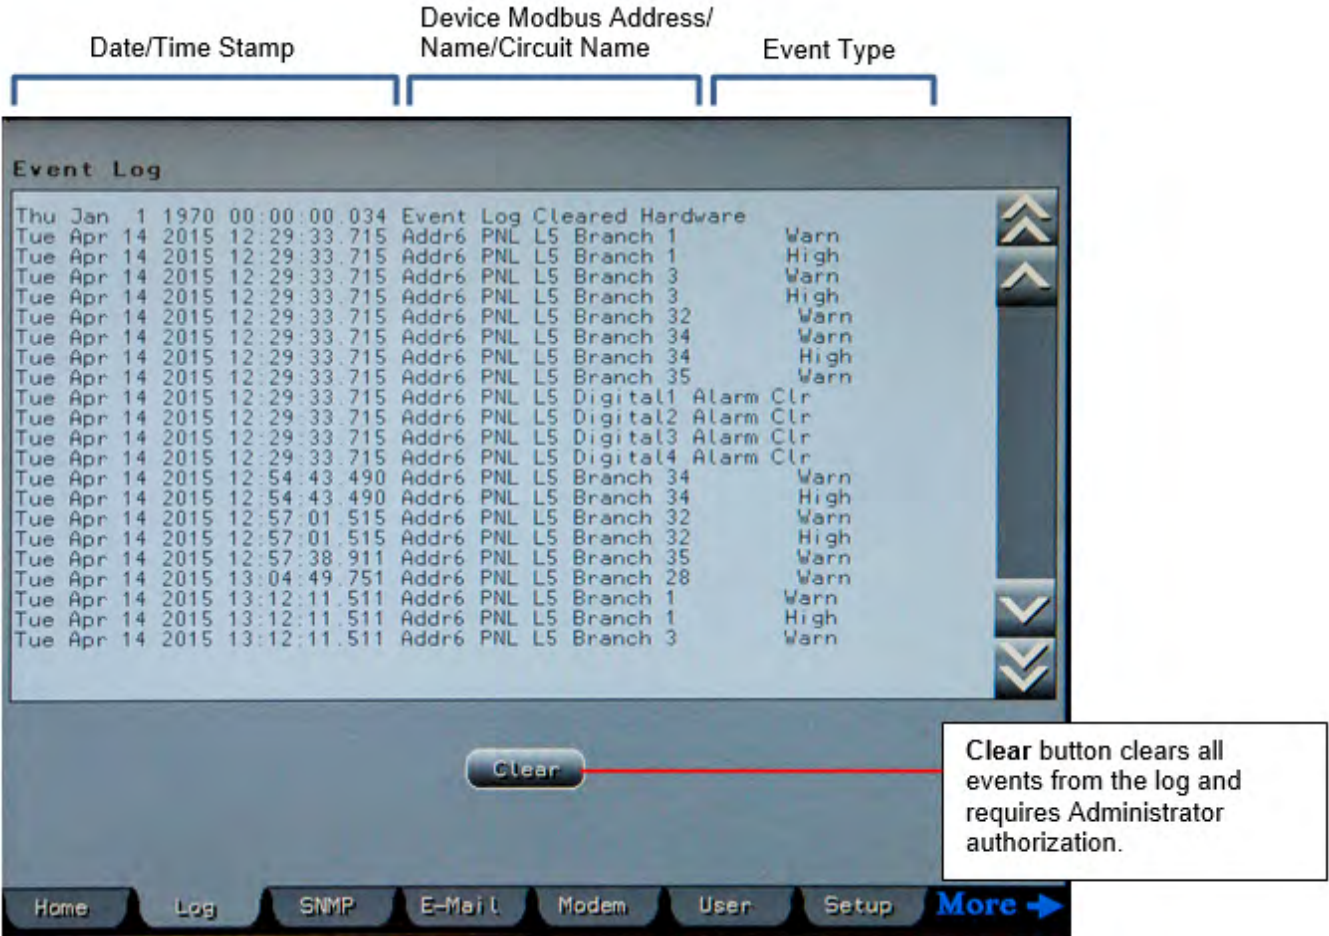 Date/Time Stamp
Device Modbus Address/
Name/Circuit Name
Event Type
Event Log
Thu Jan 1 1970 00:00:00.034 Event Log Cleared Hardware
Tue Apr 14 2015 12:29:33.715 Addr6 PNL L5 Branch 1 Warn
Tue Apr 14 2015 12:29:33.715 Addr6 PNL L5 Branch 1 High
Tue Apr 14 2015 12:29:33.715 Addr6 PNL L5 Branch 3 Warn
Tue Apr 14 2015 12:29:33.715 Addr6 PNL L5 Branch 3 High
Tue Apr 14 2015 12:29:33.715 Addr6 PNL L5 Branch 32 Warn
Tue Apr 14 2015 12:29:33.715 Addr6 PNL L5 Branch 34 Warn
Tue Apr 14 2015 12:29:33.715 Addr6 PNL L5 Branch 34 High
Tue Apr 14 2015 12:29:33.715 Addr6 PNL L5 Branch 35 Warn
Tue Apr 14 2015 12:29:33.715 Addr6 PNL L5 Digital1 Alarm Clr
Tue Apr 14 2015 12:29:33.715 Addr6 PNL L5 Digital2 Alarm Clr
Tue Apr 14 2015 12:29:33.715 Addr6 PNL L5 Digital3 Alarm Clr
Tue Apr 14 2015 12:29:33.715 Addr6 PNL L5 Digital4 Alarm Clr
Tue Apr 14 2015 12:54:43.490 Addr6 PNL L5 Branch 34 Warn
Tue Apr 14 2015 12:54:43.490 Addr6 PNL L5 Branch 34 High
Tue Apr 14 2015 12:57:01.515 Addr6 PNL L5 Branch 32 Warn
Tue Apr 14 2015 12:57:01.515 Addr6 PNL L5 Branch 32 High
Tue Apr 14 2015 12:57:38.911 Addr6 PNL L5 Branch 35 Warn
Tue Apr 14 2015 13:04:49.751 Addr6 PNL L5 Branch 28 Warn
Tue Apr 14 2015 13:12:11.511 Addr6 PNL L5 Branch 1 Warn
Tue Apr 14 2015 13:12:11.511 Addr6 PNL L5 Branch 1 High
Tue Apr 14 2015 13:12:11.511 Addr6 PNL L5 Branch 3 Warn
Clear
Clear button clears all
events from the log and
requires Administrator
authorization.
Home Log SNMP E-Mail Modem User Setup More